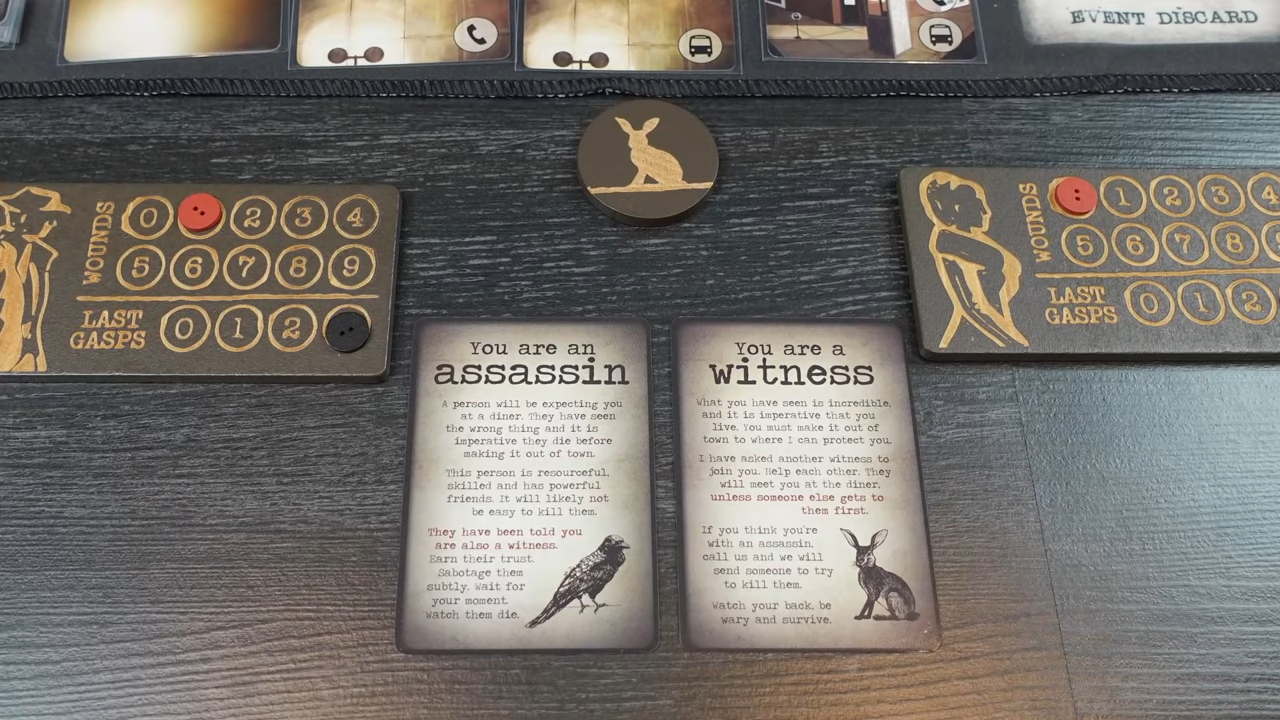 EVENT DISCARD
WOUNDS
0 2 3 4
5 6 7 8 9
LAST
GASPS
0 1 2
WOUNDS
1 2 3 4
5 6 7 8
LAST
GASPS
0 1 2
You are an
assassin
A person will be expecting you
at a diner. They have seen
the wrong thing and it is
imperative they die before
making it out of town.
This person is resourceful,
skilled and has powerful
friends. It will likely not
be easy to kill them.
They have been told you
are also a witness.
Earn their trust.
Sabotage them
subtly. Wait for
your moment.
Watch them die.
You are a
witness
What you have seen is incredible,
and it is imperative that you
live. You must make it out of
town to where I can protect you.
I have asked another witness to
join you. Help each other. They
will meet you at the diner,
unless someone else gets to
them first.
If you think you're
with an assassin,
call us and we will
send someone to try
to kill them.
Watch your back, be
wary and survive.